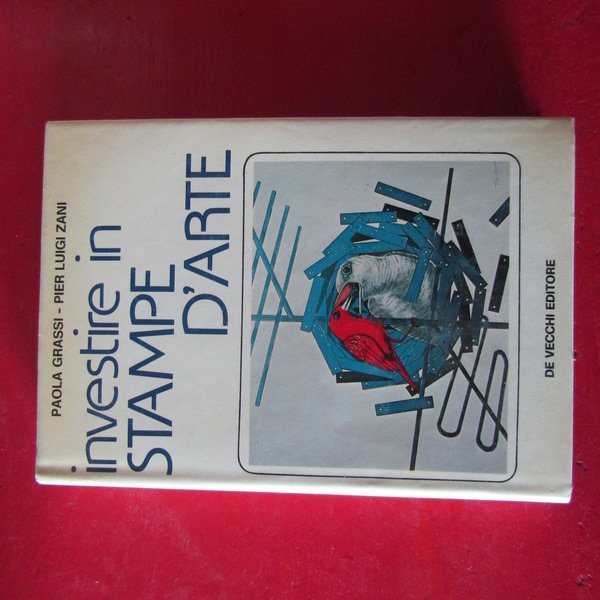 PAOLA GRASSI - PIER LUIGI ZANI
investire in
STAMPE
D'ARTE
DE VECCHI EDITORE